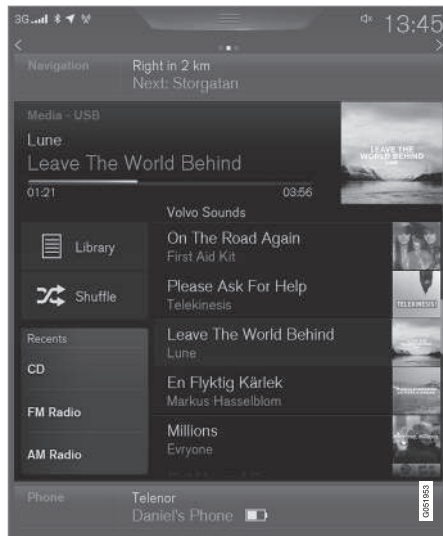 3G
13:45
Navigation
Right in 2 km
Next: Storgatan
Media - USB
Lune
Leave The World Behind
01:21
03:56
LEAVE THE
WORLD BEHIND
Volvo Sounds
Library
Shuffle
On The Road Again
First Aid Kit
Please Ask For Help
Telekinesis
TELEKINESIS!
Leave The World Behind
Lune
En Flyktig Kärlek
Markus Hasselblom
Millions
Evryone
Recents
CD
FM Radio
AM Radio
Phone
Telenor
Daniel's Phone
G051953